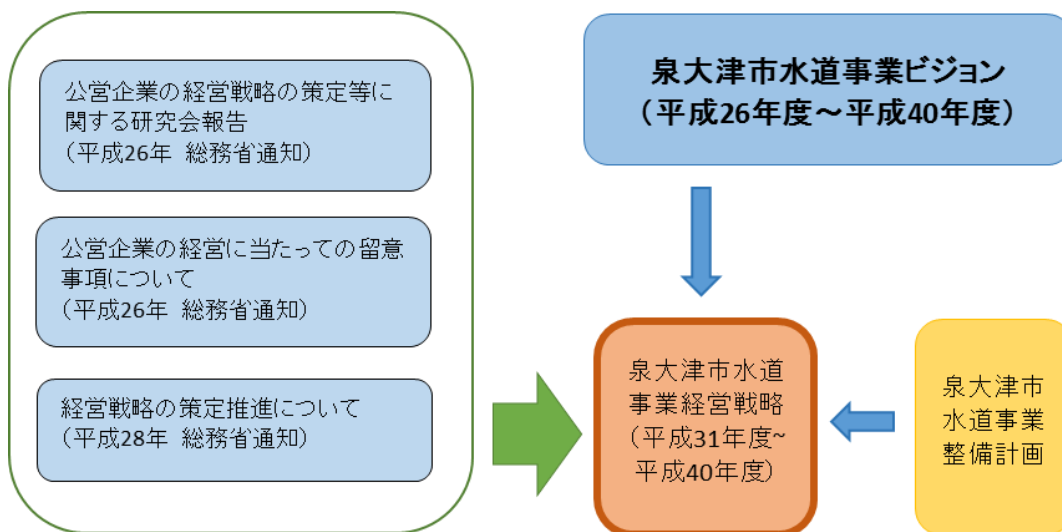 公営企業の経営戦略の策定等に
関する研究会報告
（平成26年 総務省通知）
公営企業の経営に当たっての留意
事項について
（平成26年 総務省通知）
経営戦略の策定推進について
（平成28年 総務省通知）
泉大津市水道事業ビジョン
（平成26年度～平成40年度）
泉大津市水道
事業経営戦略
（平成31年度~
平成40年度）
泉大津市
水道事業
整備計画